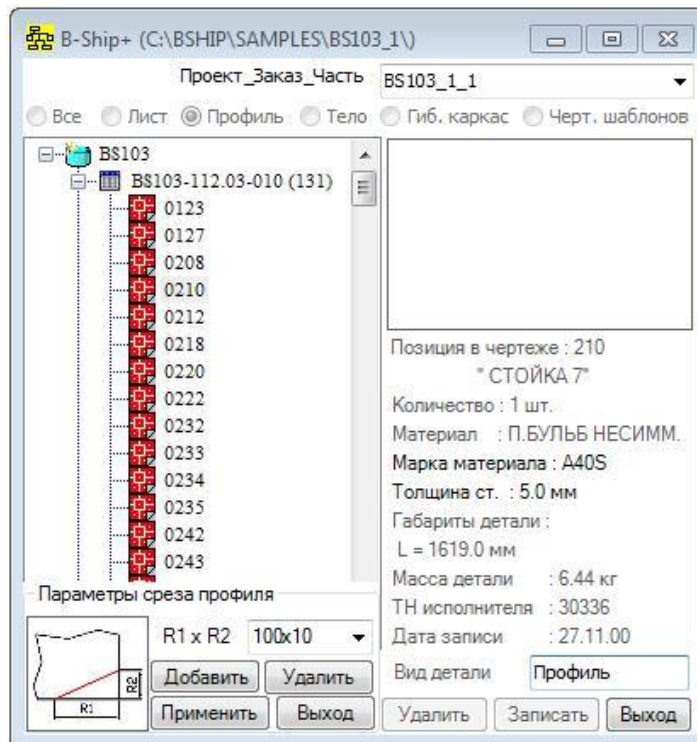 B-Ship+ (C:\BSHIP\SAMPLES\BS103_1\)
Проект_Заказ_Часть BS103_1_1
Все Лист Профиль Тело Гиб. каркас Черт. шаблонов
BS103
BS103-112.03-010 (131)
0123
0127
0208
0210
0212
0218
0220
0222
0232
0233
0234
0235
0242
0243
Позиция в чертеже : 210
" СТОЙКА 7"
Количество : 1 шт.
Материал : П.БУЛЬБ НЕСИММ.
Марка материала : A40S
Толщина ст. : 5.0 мм
Габариты детали :
L = 1619.0 мм
Масса детали : 6.44 кг
ТН исполнителя : 30336
Дата записи : 27.11.00
Вид детали Профиль
Удалить Записать Выход
Параметры среза профиля
R1 x R2 100x10
R2
R1
Добавить Удалить
Применить Выход